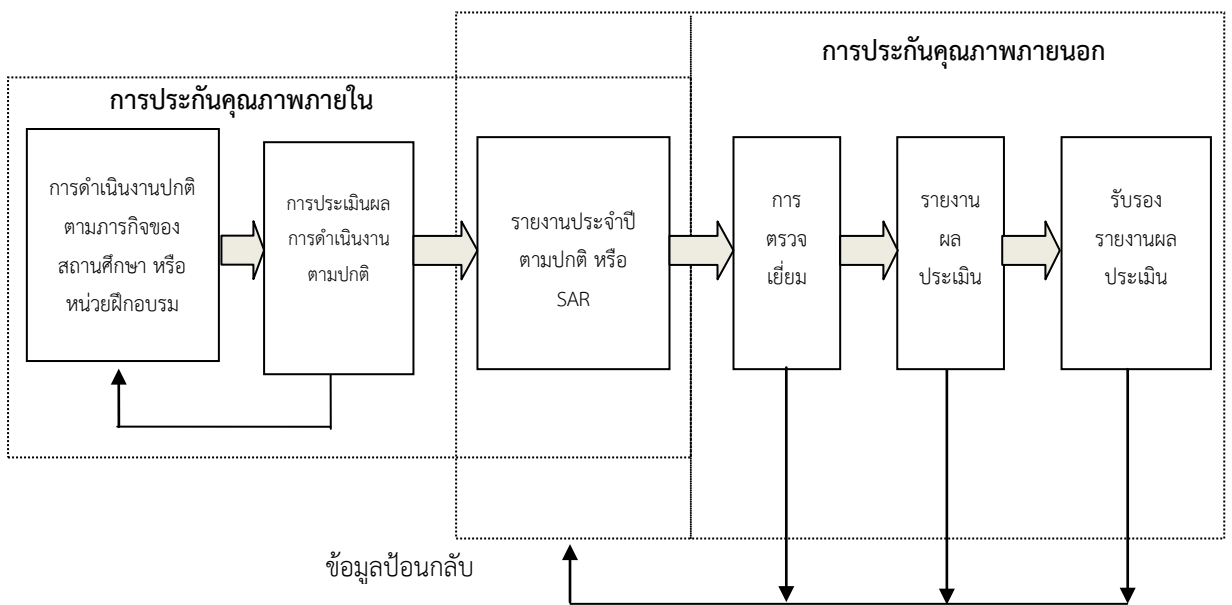 การประกันคุณภาพภายนอก
การประกันคุณภาพภายใน
การดำเนินงานปกติ
ตามภารกิจของ
สถานศึกษา หรือ
หน่วยฝึกอบรม
การประเมินผล
การดำเนินงาน
ตามปกติ
รายงานประจำปี
ตามปกติ หรือ
SAR
การ
ตรวจ
เยี่ยม
รายงาน
ผล
ประเมิน
รับรอง
รายงานผล
ประเมิน
ข้อมูลป้อนกลับ